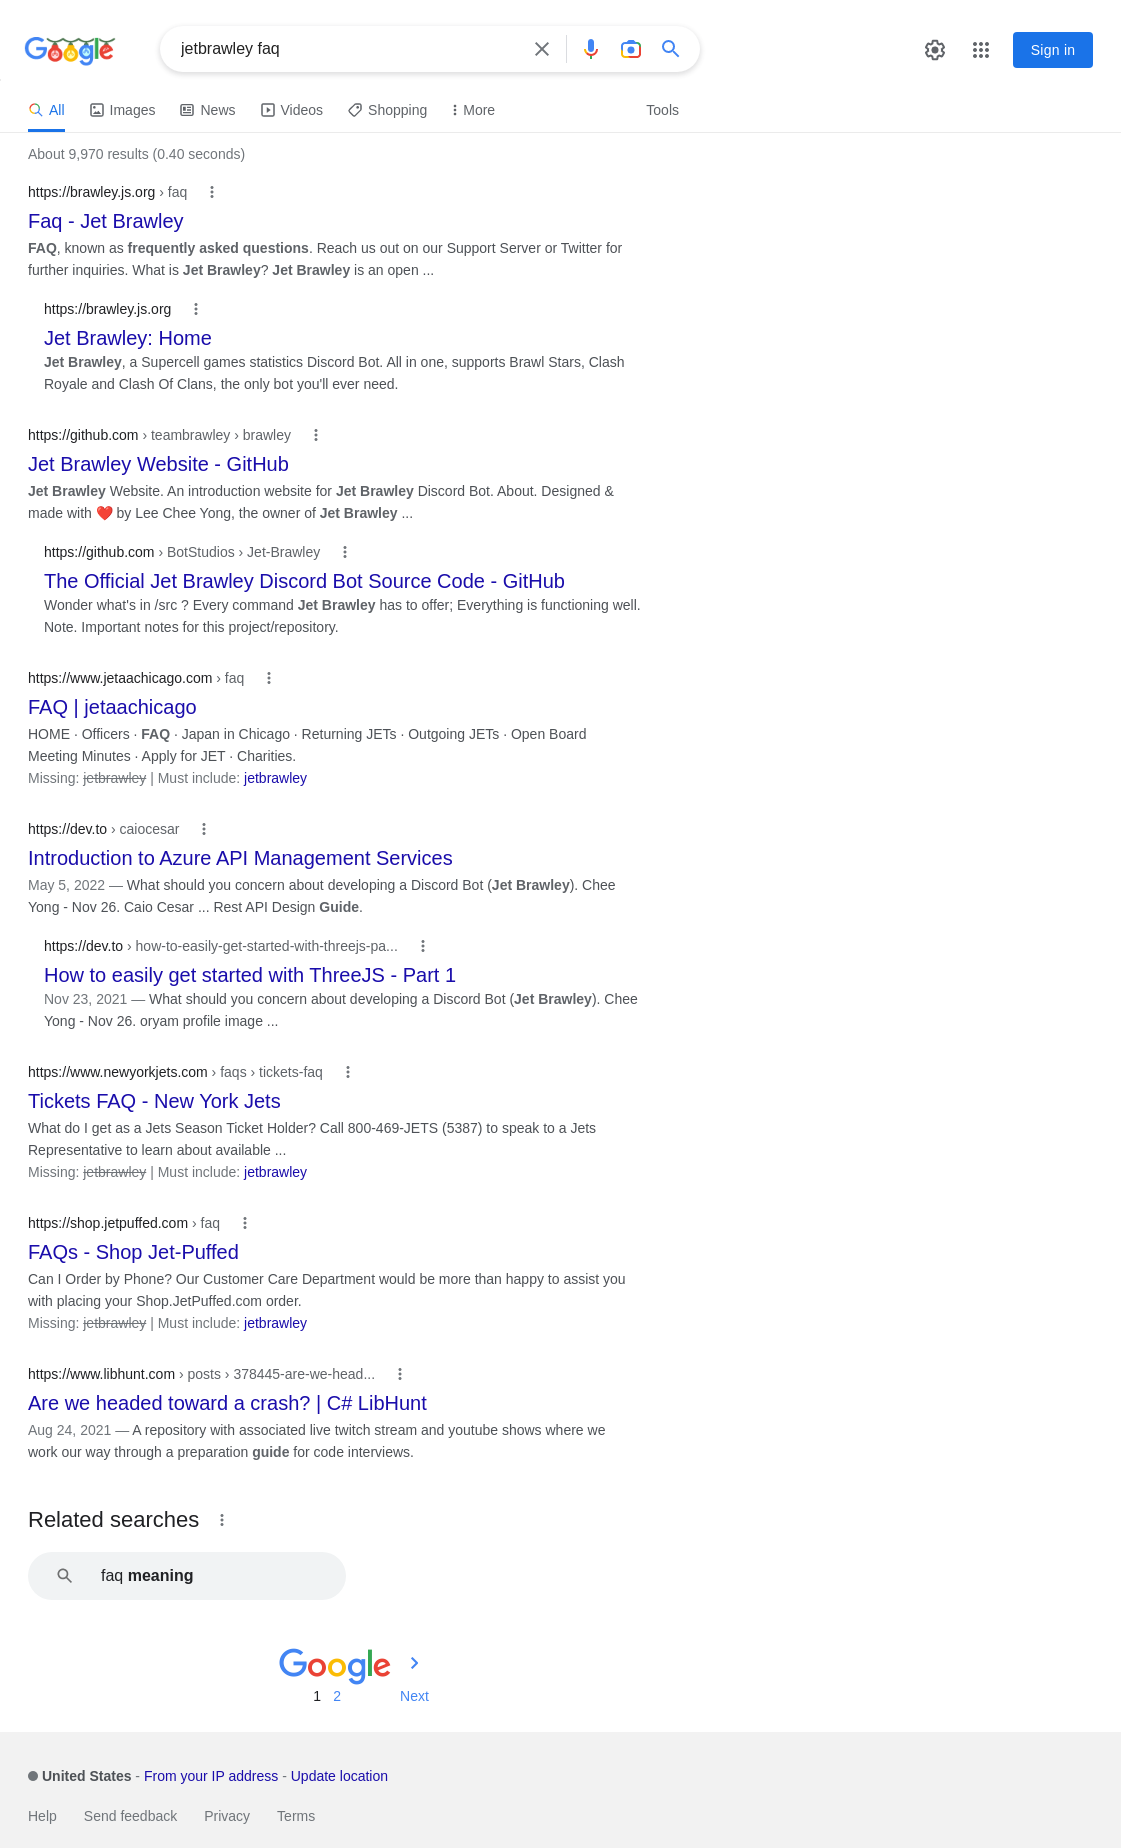 Google
jetbrawley faq
Sign in
All
Images
News
Videos
Shopping
More
Tools
About 9,970 results (0.40 seconds)
https://brawley.js.org › faq
Faq - Jet Brawley
FAQ, known as frequently asked questions. Reach us out on our Support Server or Twitter for
further inquiries. What is Jet Brawley? Jet Brawley is an open ...
https://brawley.js.org
Jet Brawley: Home
Jet Brawley, a Supercell games statistics Discord Bot. All in one, supports Brawl Stars, Clash
Royale and Clash Of Clans, the only bot you'll ever need.
https://github.com › teambrawley › brawley
Jet Brawley Website - GitHub
Jet Brawley Website. An introduction website for Jet Brawley Discord Bot. About. Designed &
made with ❤️ by Lee Chee Yong, the owner of Jet Brawley ...
https://github.com › BotStudios › Jet-Brawley
The Official Jet Brawley Discord Bot Source Code - GitHub
Wonder what's in /src ? Every command Jet Brawley has to offer; Everything is functioning well.
Note. Important notes for this project/repository.
https://www.jetaachicago.com › faq
FAQ | jetaachicago
HOME · Officers · FAQ · Japan in Chicago · Returning JETs · Outgoing JETs · Open Board
Meeting Minutes · Apply for JET · Charities.
Missing: jetbrawley | Must include: jetbrawley
https://dev.to › caiocesar
Introduction to Azure API Management Services
May 5, 2022 — What should you concern about developing a Discord Bot (Jet Brawley). Chee
Yong - Nov 26. Caio Cesar ... Rest API Design Guide.
https://dev.to › how-to-easily-get-started-with-threejs-pa...
How to easily get started with ThreeJS - Part 1
Nov 23, 2021 — What should you concern about developing a Discord Bot (Jet Brawley). Chee
Yong - Nov 26. oryam profile image ...
https://www.newyorkjets.com › faqs › tickets-faq
Tickets FAQ - New York Jets
What do I get as a Jets Season Ticket Holder? Call 800-469-JETS (5387) to speak to a Jets
Representative to learn about available ...
Missing: jetbrawley | Must include: jetbrawley
https://shop.jetpuffed.com › faq
FAQs - Shop Jet-Puffed
Can I Order by Phone? Our Customer Care Department would be more than happy to assist you
with placing your Shop.JetPuffed.com order.
Missing: jetbrawley | Must include: jetbrawley
https://www.libhunt.com › posts › 378445-are-we-head...
Are we headed toward a crash? | C# LibHunt
Aug 24, 2021 — A repository with associated live twitch stream and youtube shows where we
work our way through a preparation guide for code interviews.
Related searches
faq meaning
Google
1 2 Next
United States - From your IP address - Update location
Help Send feedback Privacy Terms